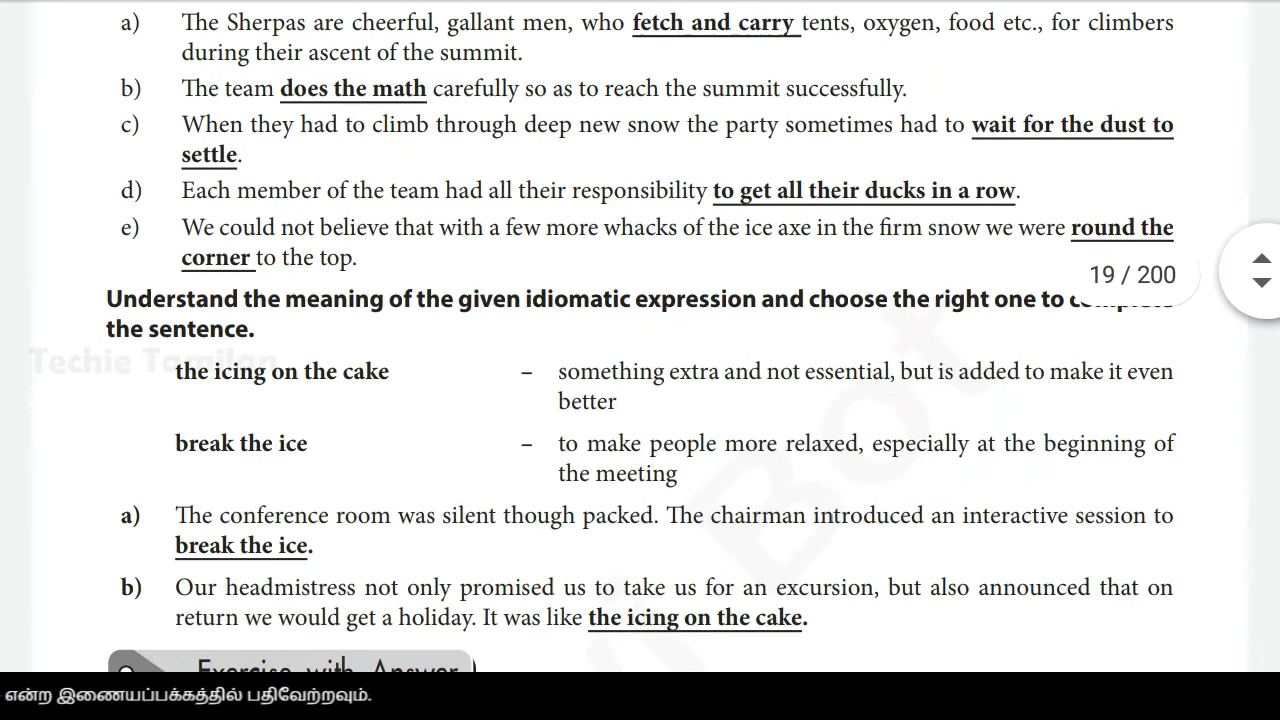 a) The Sherpas are cheerful, gallant men, who fetch and carry tents, oxygen, food etc., for climbers
during their ascent of the summit.
b) The team does the math carefully so as to reach the summit successfully.
c) When they had to climb through deep new snow the party sometimes had to wait for the dust to
settle.
d) Each member of the team had all their responsibility to get all their ducks in a row.
e) We could not believe that with a few more whacks of the ice axe in the firm snow we were round the
corner to the top.
19 / 200
Understand the meaning of the given idiomatic expression and choose the right one to complete
the sentence.
Techie Tamilan
the icing on the cake – something extra and not essential, but is added to make it even
better
break the ice – to make people more relaxed, especially at the beginning of
the meeting
a) The conference room was silent though packed. The chairman introduced an interactive session to
break the ice.
b) Our headmistress not only promised us to take us for an excursion, but also announced that on
return we would get a holiday. It was like the icing on the cake.
Exercise with Answer
என்ற இணையப்பக்கத்தில் பதிவேற்றவும்.